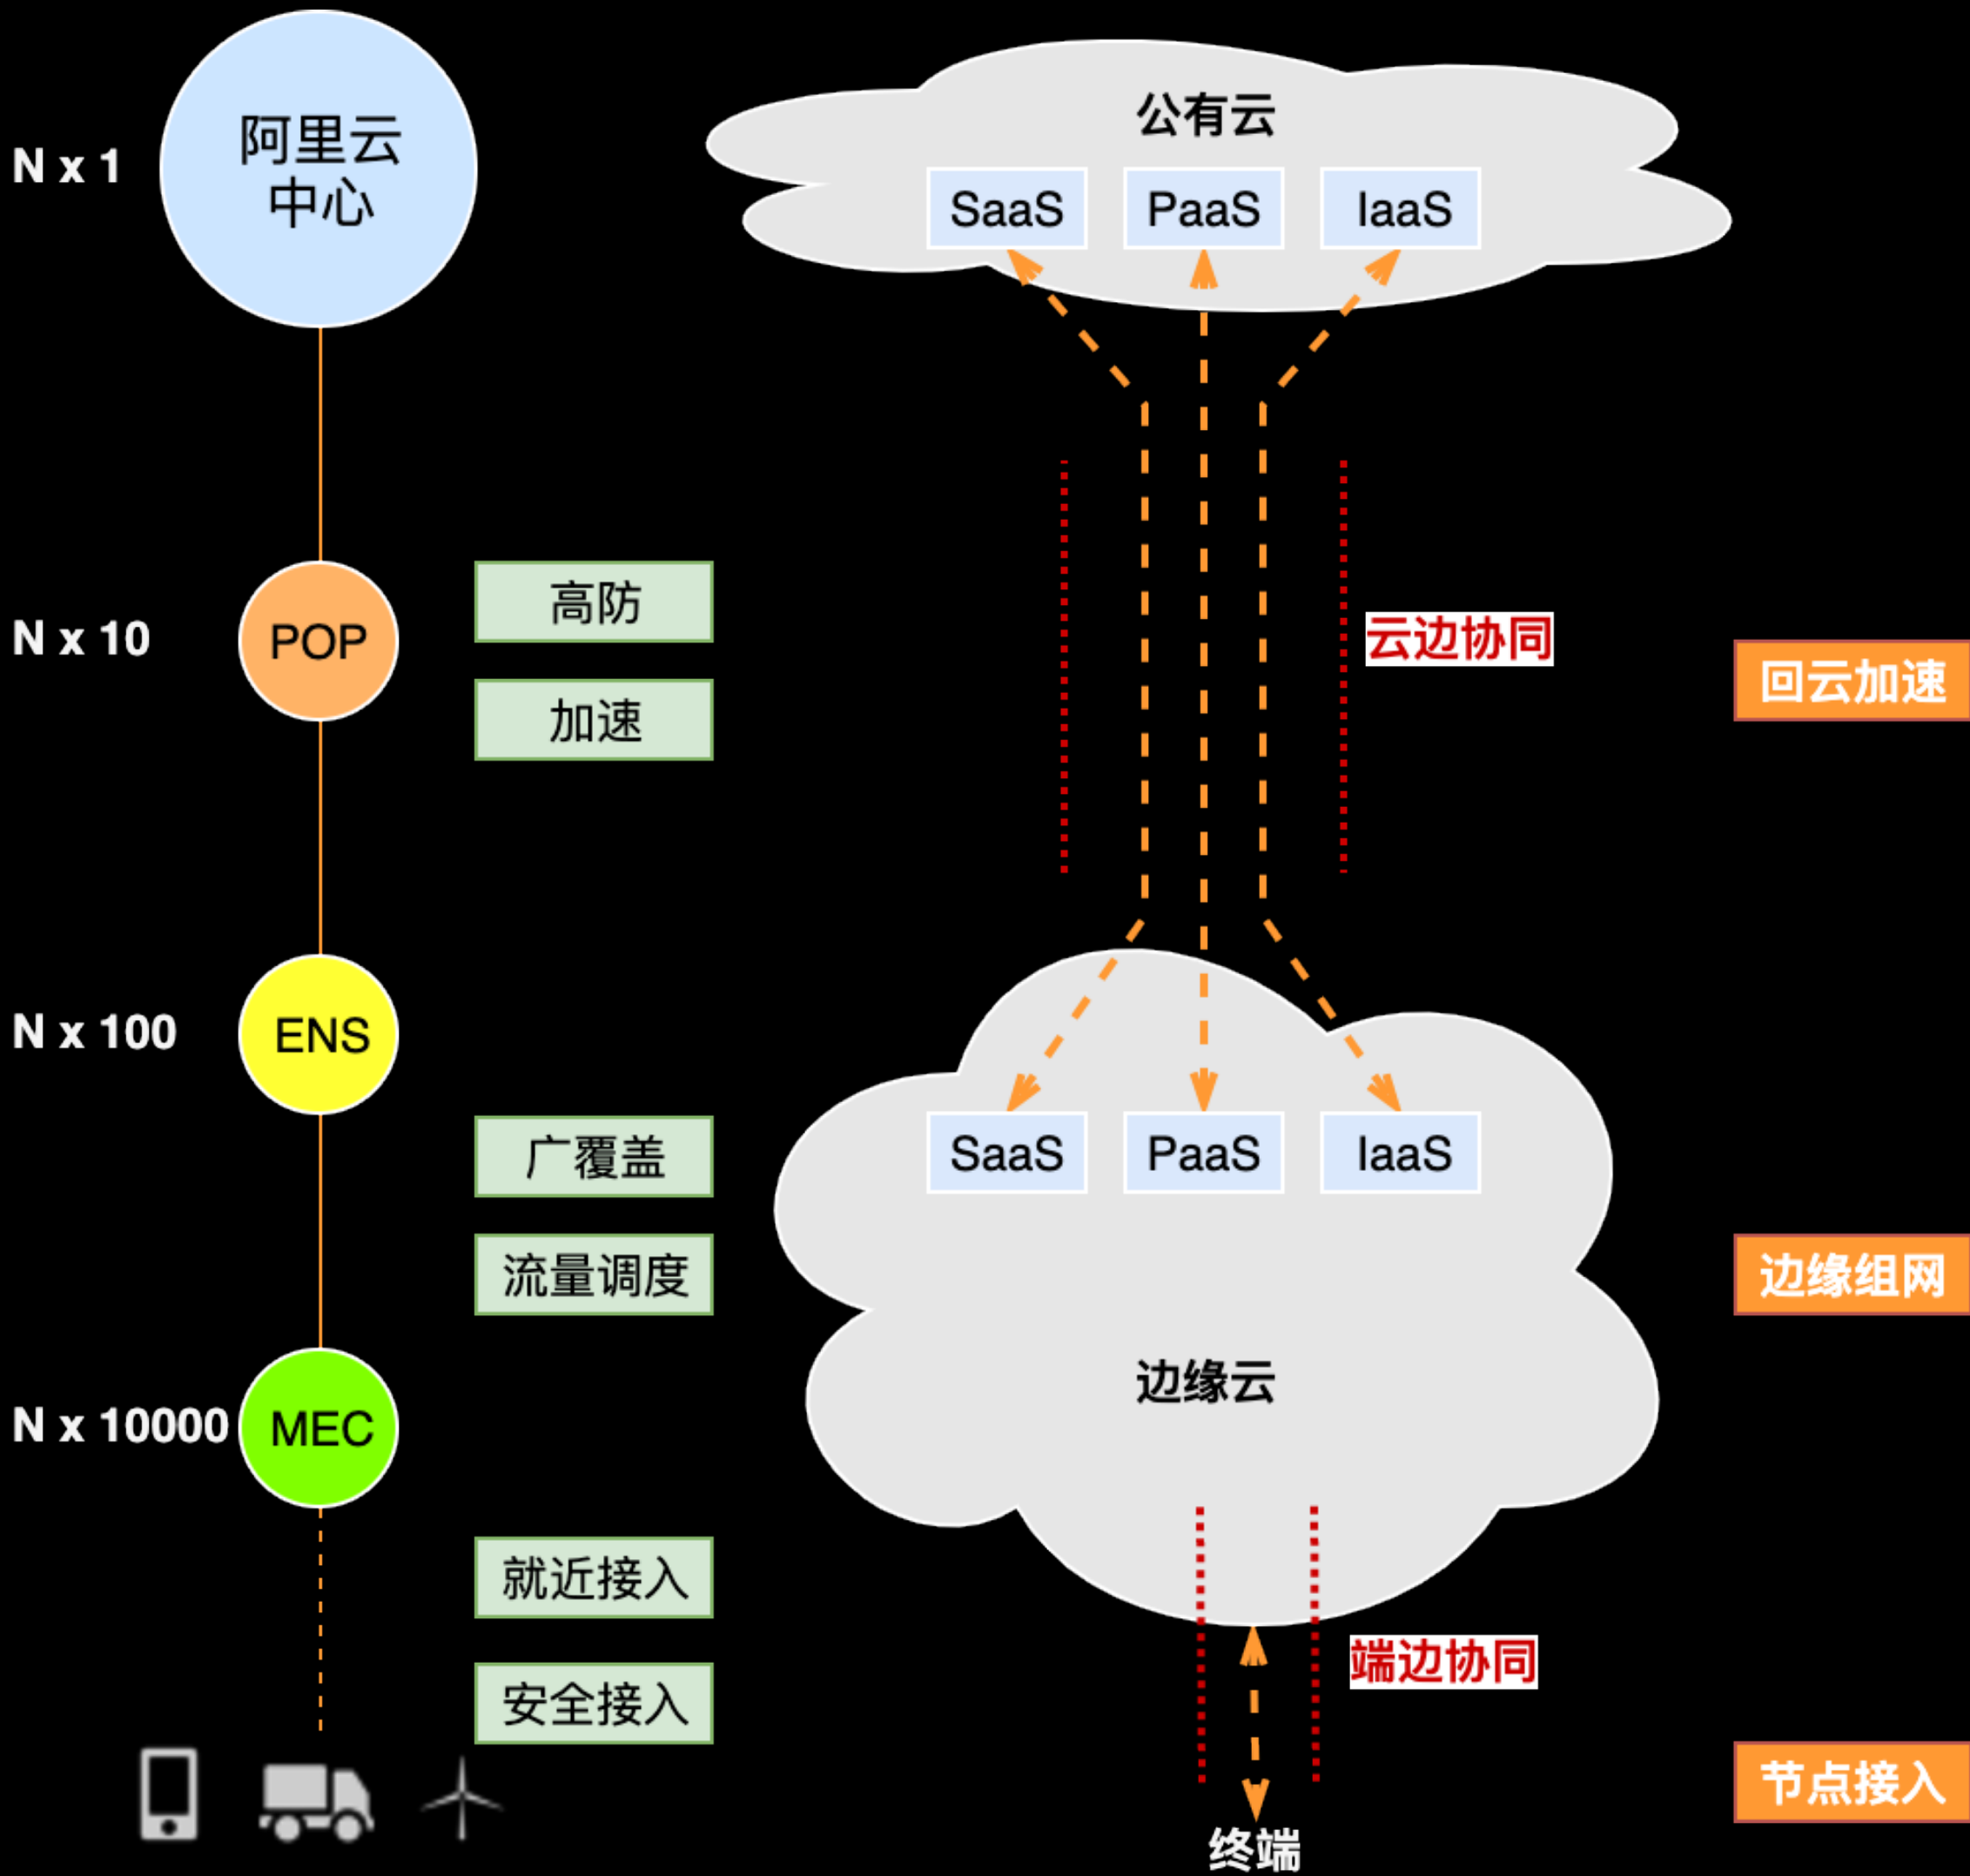 N x 1
阿里云
中心
公有云
SaaS
PaaS
IaaS
N x 10
POP
高防
加速
云边协同
回云加速
N x 100
ENS
广覆盖
流量调度
SaaS
PaaS
IaaS
边缘云
边缘组网
N x 10000
MEC
就近接入
安全接入
端边协同
节点接入
终端